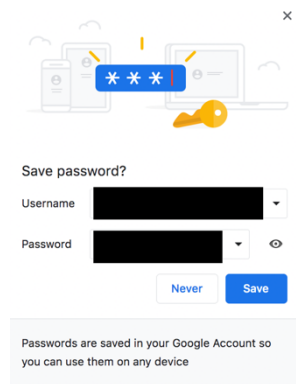 ***
Save password?
Username
Password
Never Save
Passwords are saved in your Google Account so
you can use them on any device